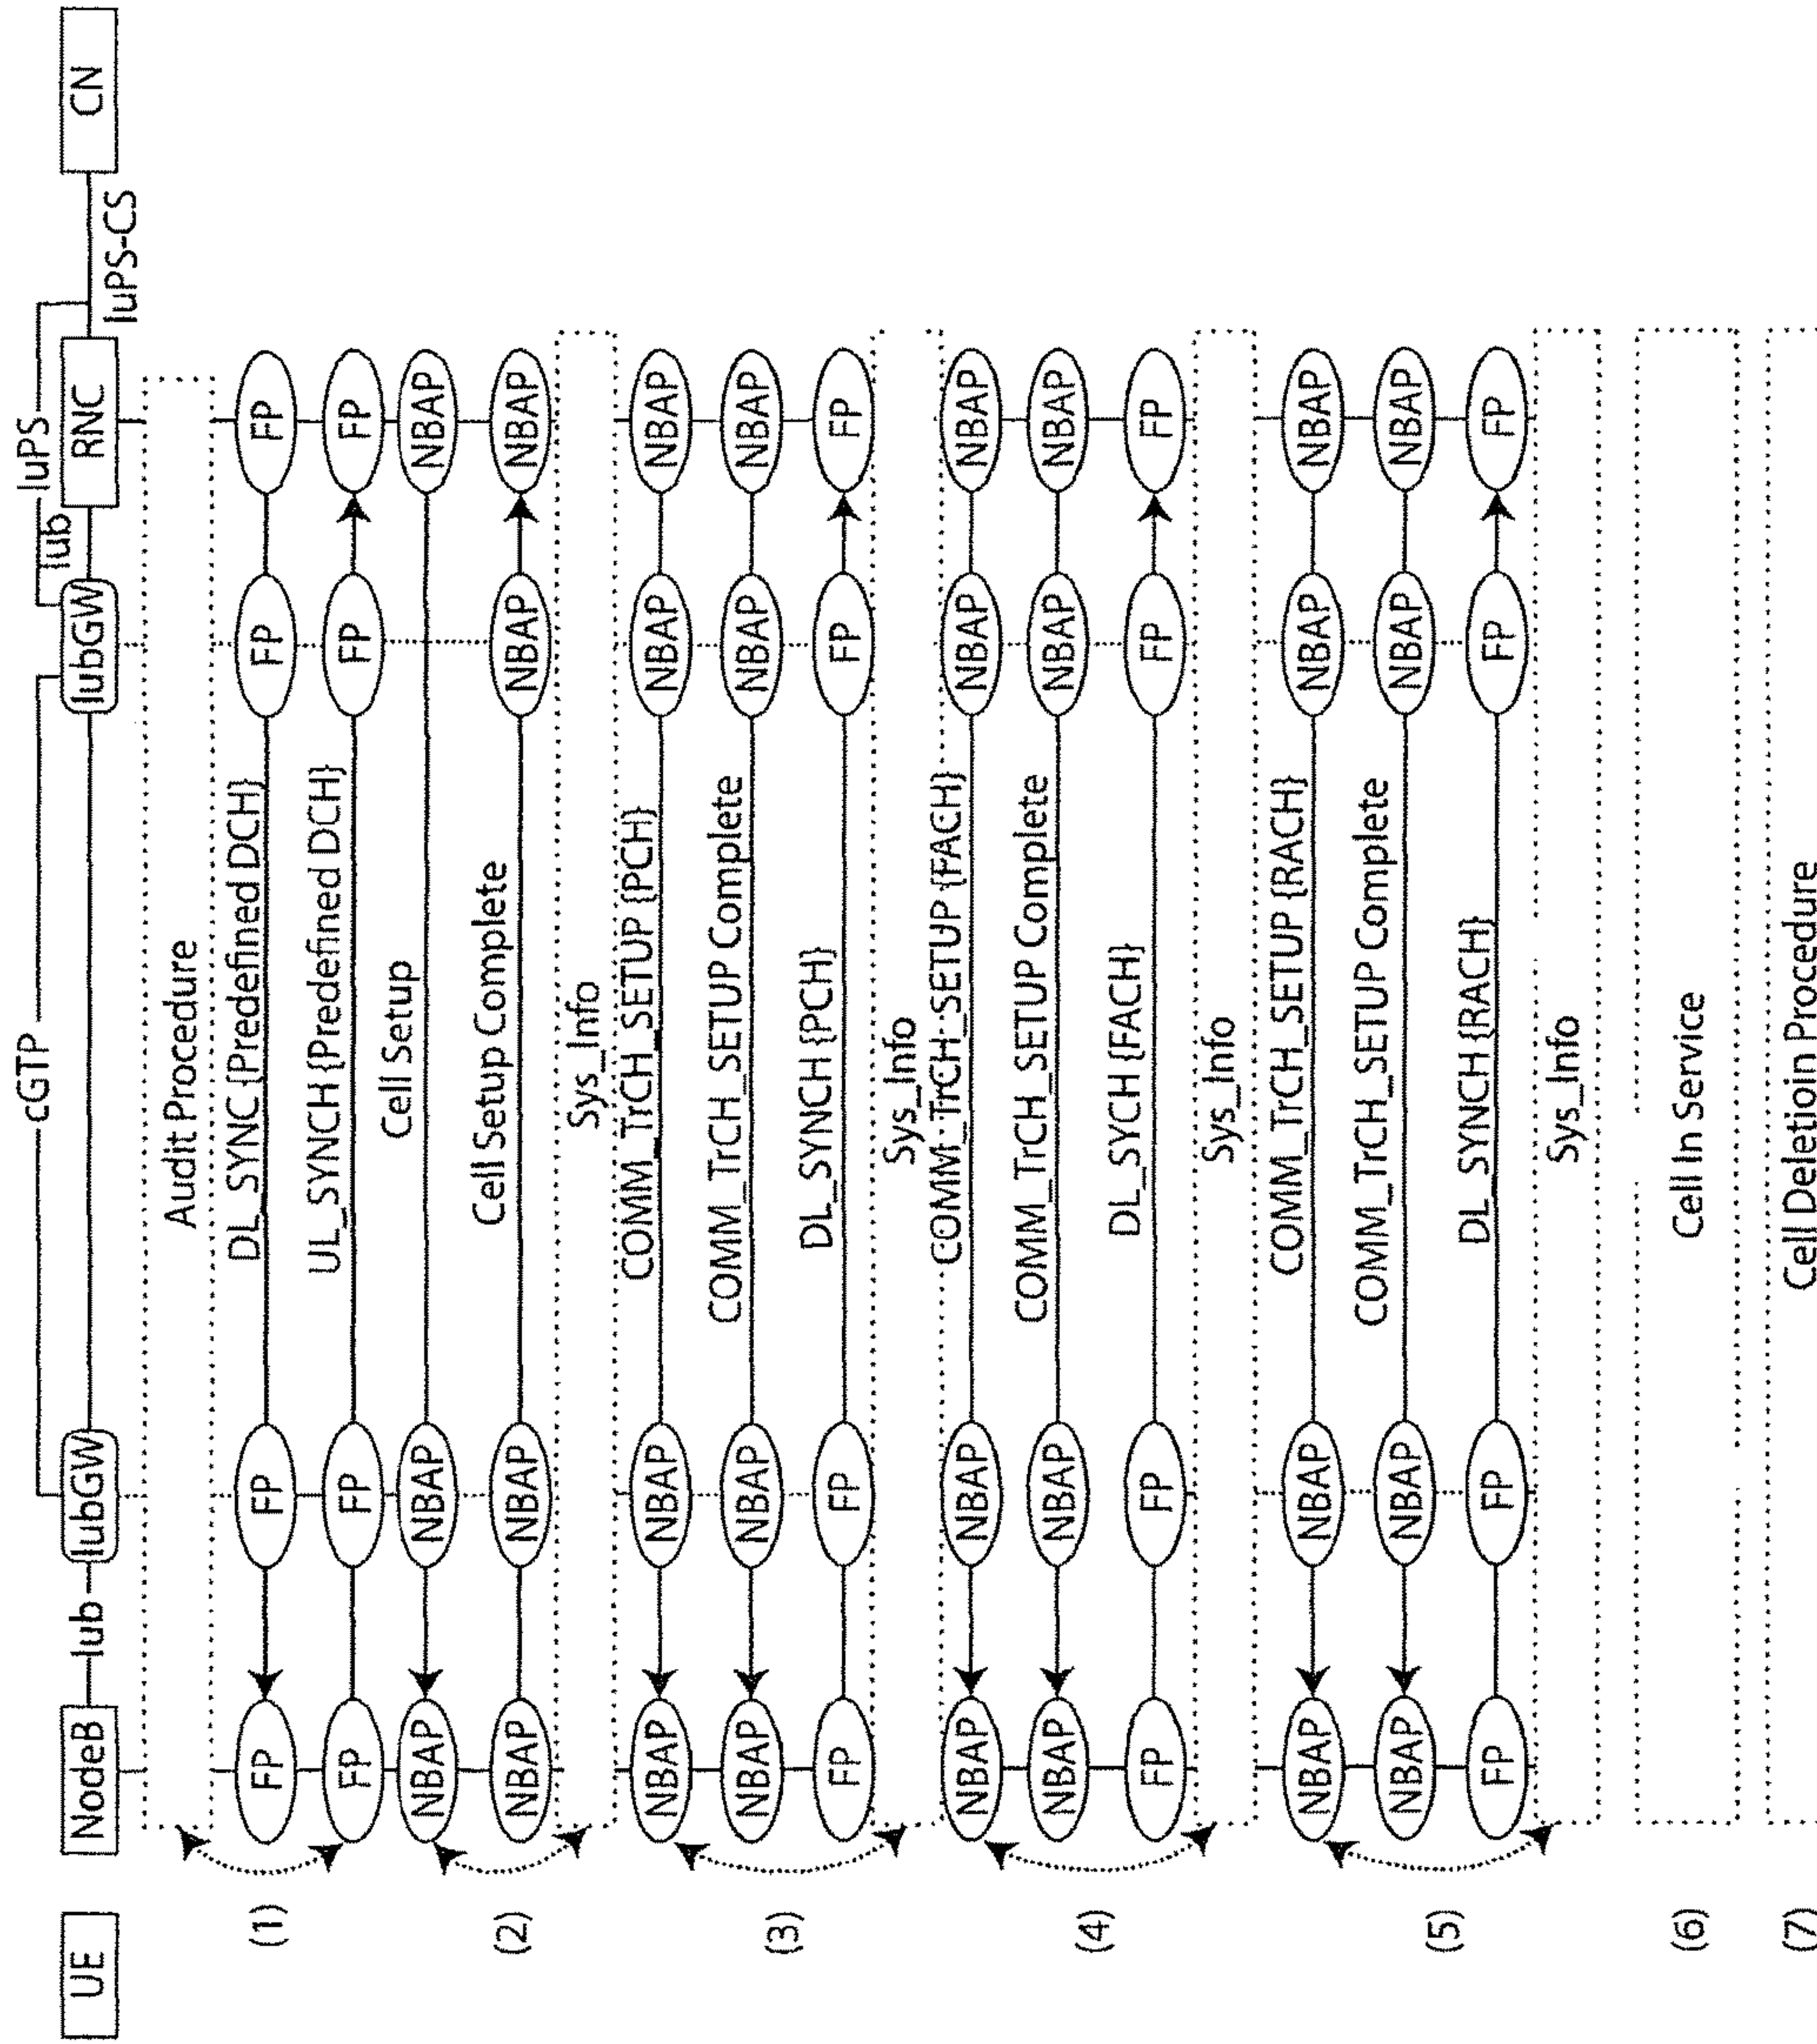 cGTP
IuPS
UE
NodeB
Iub
IubGW
IubGW
Iub
RNC
IuPS-CS
CN
Audit Procedure
(1)
DL_SYNC {Predefined DCH}
FP
FP
FP
FP
UL_SYNCH {Predefined DCH}
FP
FP
FP
FP
Cell Setup
NBAP
NBAP
NBAP
(2)
Cell Setup Complete
NBAP
NBAP
NBAP
NBAP
Sys_Info
COMM_TrCH_SETUP {PCH}
NBAP
NBAP
NBAP
NBAP
(3)
COMM_TrCH_SETUP Complete
NBAP
NBAP
NBAP
NBAP
DL_SYNCH {PCH}
FP
FP
FP
FP
Sys_Info
COMM_TrCH_SETUP {FACH}
NBAP
NBAP
NBAP
NBAP
(4)
COMM_TrCH_SETUP Complete
NBAP
NBAP
NBAP
NBAP
DL_SYCH {FACH}
FP
FP
FP
FP
Sys_Info
COMM_TrCH_SETUP {RACH}
NBAP
NBAP
NBAP
NBAP
(5)
COMM_TrCH_SETUP Complete
NBAP
NBAP
NBAP
NBAP
DL_SYNCH {RACH}
FP
FP
FP
FP
Sys_Info
(6)
Cell In Service
(7)
Cell Deletioin Procedure